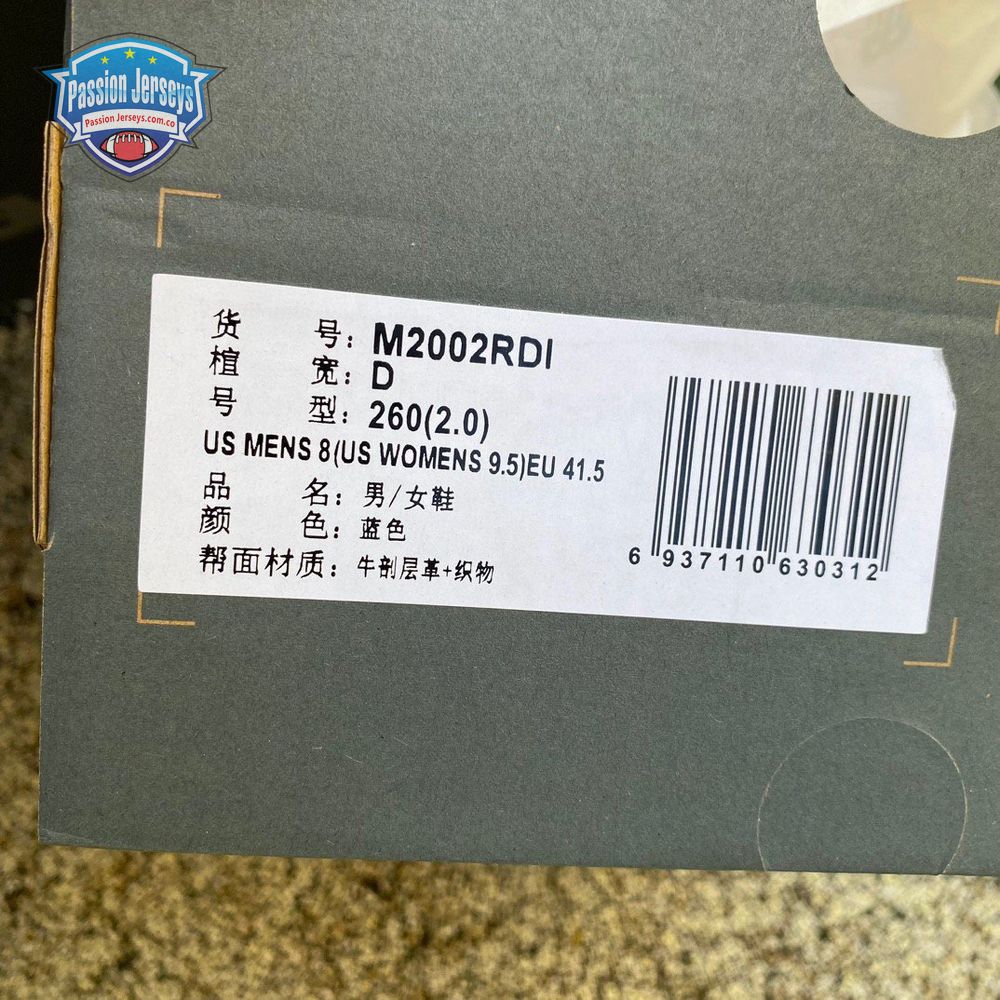 Passion Jerseys
Passion Jerseys.com.co
货 号: M2002RDI
楦 宽: D
号 型: 260(2.0)
US MENS 8(US WOMENS 9.5)EU 41.5
品 名: 男/女鞋
颜 色: 蓝色
帮面材质: 牛剖层革+织物
6 937110 630312